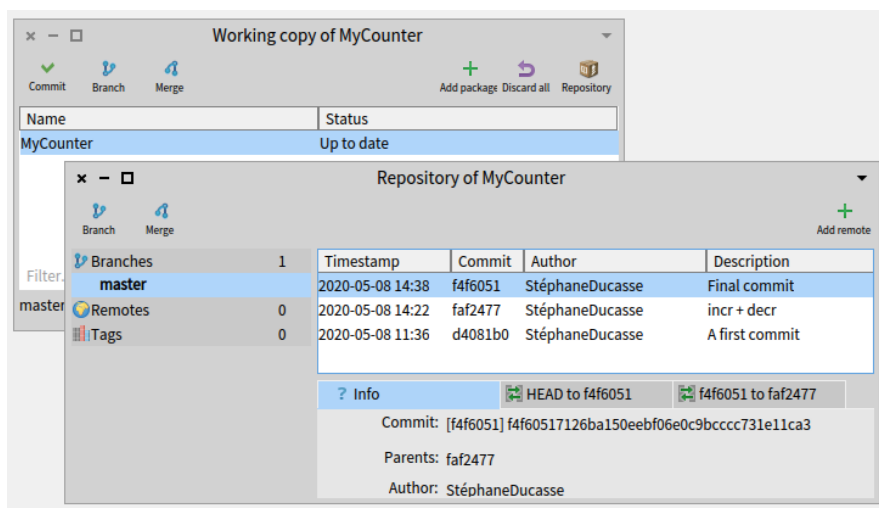 Working copy of MyCounter
Commit Branch Merge Add package Discard all Repository
Name Status
MyCounter Up to date
Filter.
master
Repository of MyCounter
Branch Merge Add remote
Branches 1
master
Remotes 0
Tags 0
Timestamp Commit Author Description
2020-05-08 14:38 f4f6051 StéphaneDucasse Final commit
2020-05-08 14:22 faf2477 StéphaneDucasse incr + decr
2020-05-08 11:36 d4081b0 StéphaneDucasse A first commit
? Info HEAD to f4f6051 f4f6051 to faf2477
Commit: [f4f6051] f4f60517126ba150eebf06e0c9bcccc731e11ca3
Parents: faf2477
Author: StéphaneDucasse